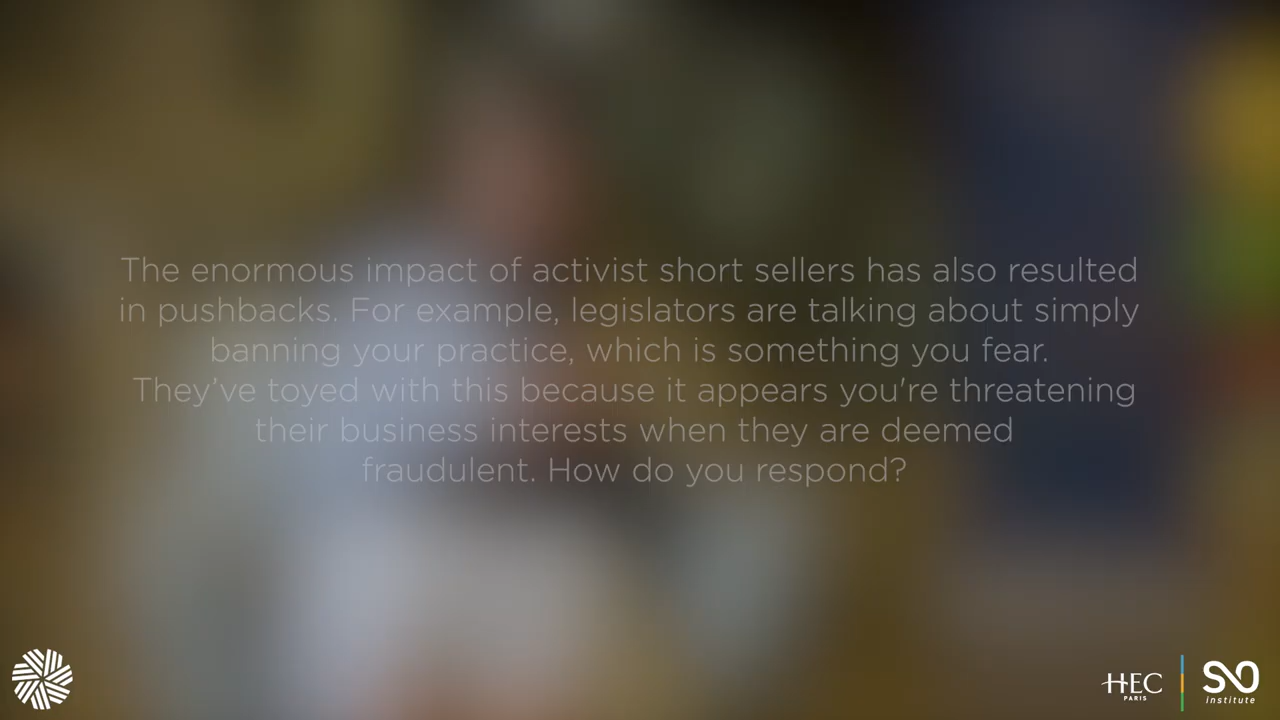 The enormous impact of activist short sellers has also resulted
in pushbacks. For example, legislators are talking about simply
banning your practice, which is something you fear.
They’ve toyed with this because it appears you're threatening
their business interests when they are deemed
fraudulent. How do you respond?
HEC
PARIS
SO
institute